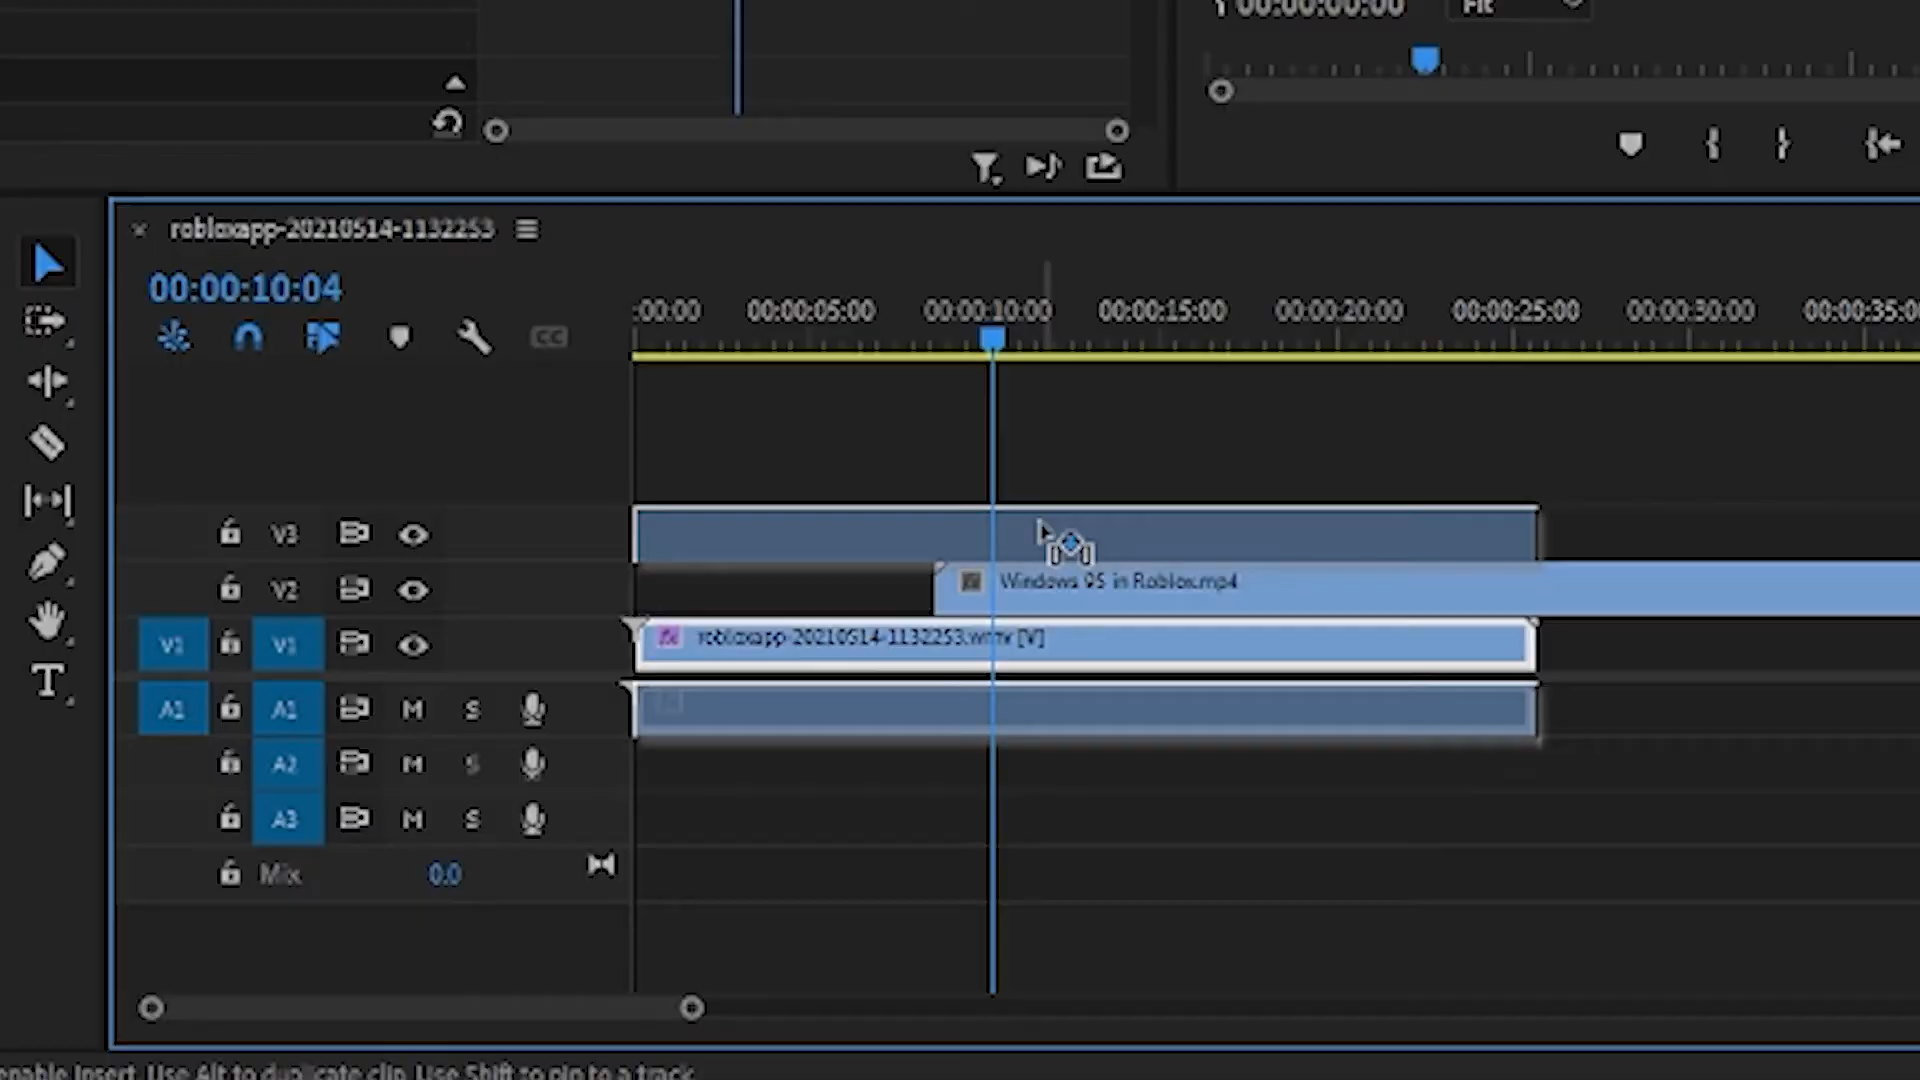 00:00:00:00 Fit
robloxapp-20210514-1132253
00:00:10:04
:00:00 00:00:05:00 00:00:10:00 00:00:15:00 00:00:20:00 00:00:25:00 00:00:30:00 00:00:35:00
CC
V3
V2 fx Windows 95 in Roblox.mp4
V1 V1 fx robloxapp-20210514-1132253.wmv [V]
A1 A1 M S
A2 M S
A3 M S
Mix 0.0
T
enable Insert. Use Alt to duplicate clip. Use Shift to pin to a track.